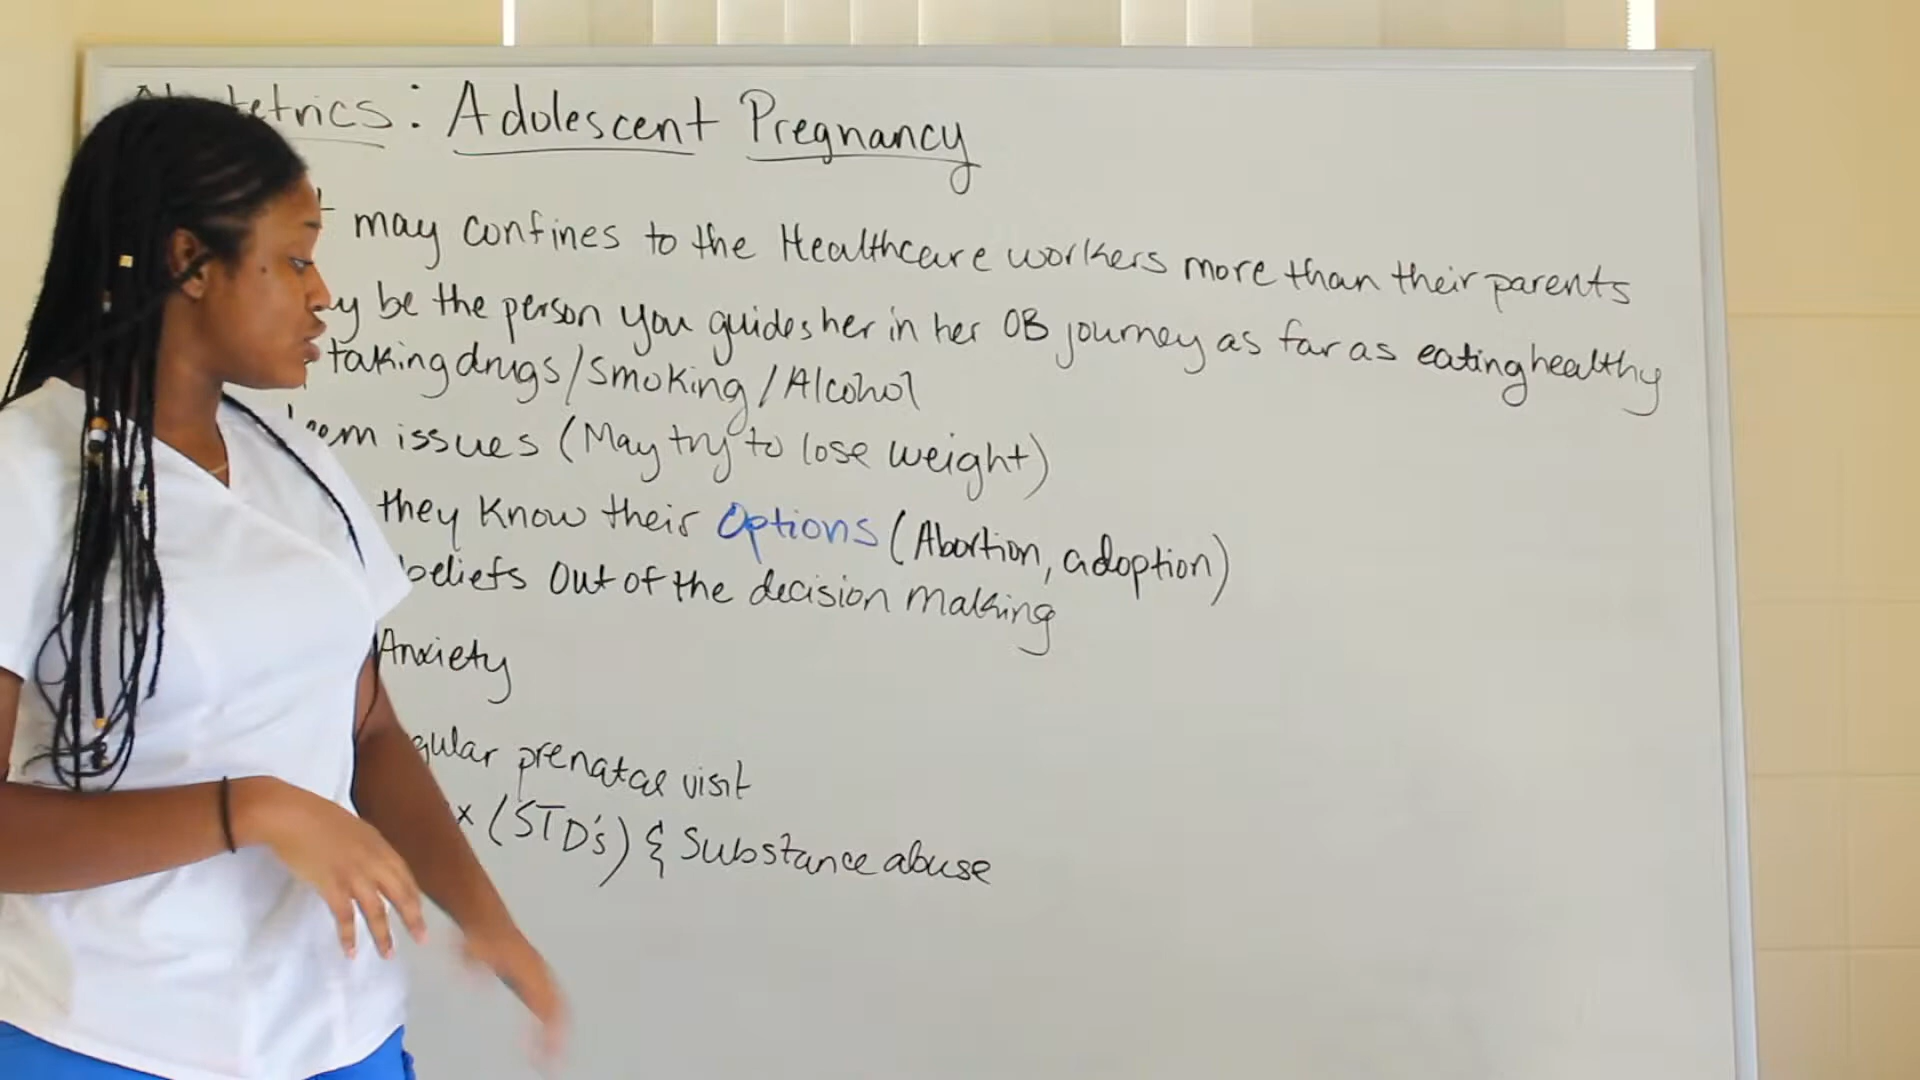 : Adolescent Pregnancy
may confines to the Healthcare workers more than their parents
be the person you guides her in her OB journey as far as eating healthy
taking drugs/Smoking/Alcohol
issues (May try to lose weight)
they Know their Options (Abortion, adoption)
beliefs Out of the decision making
Anxiety
prenatal visit
(STD's) & Substance abuse